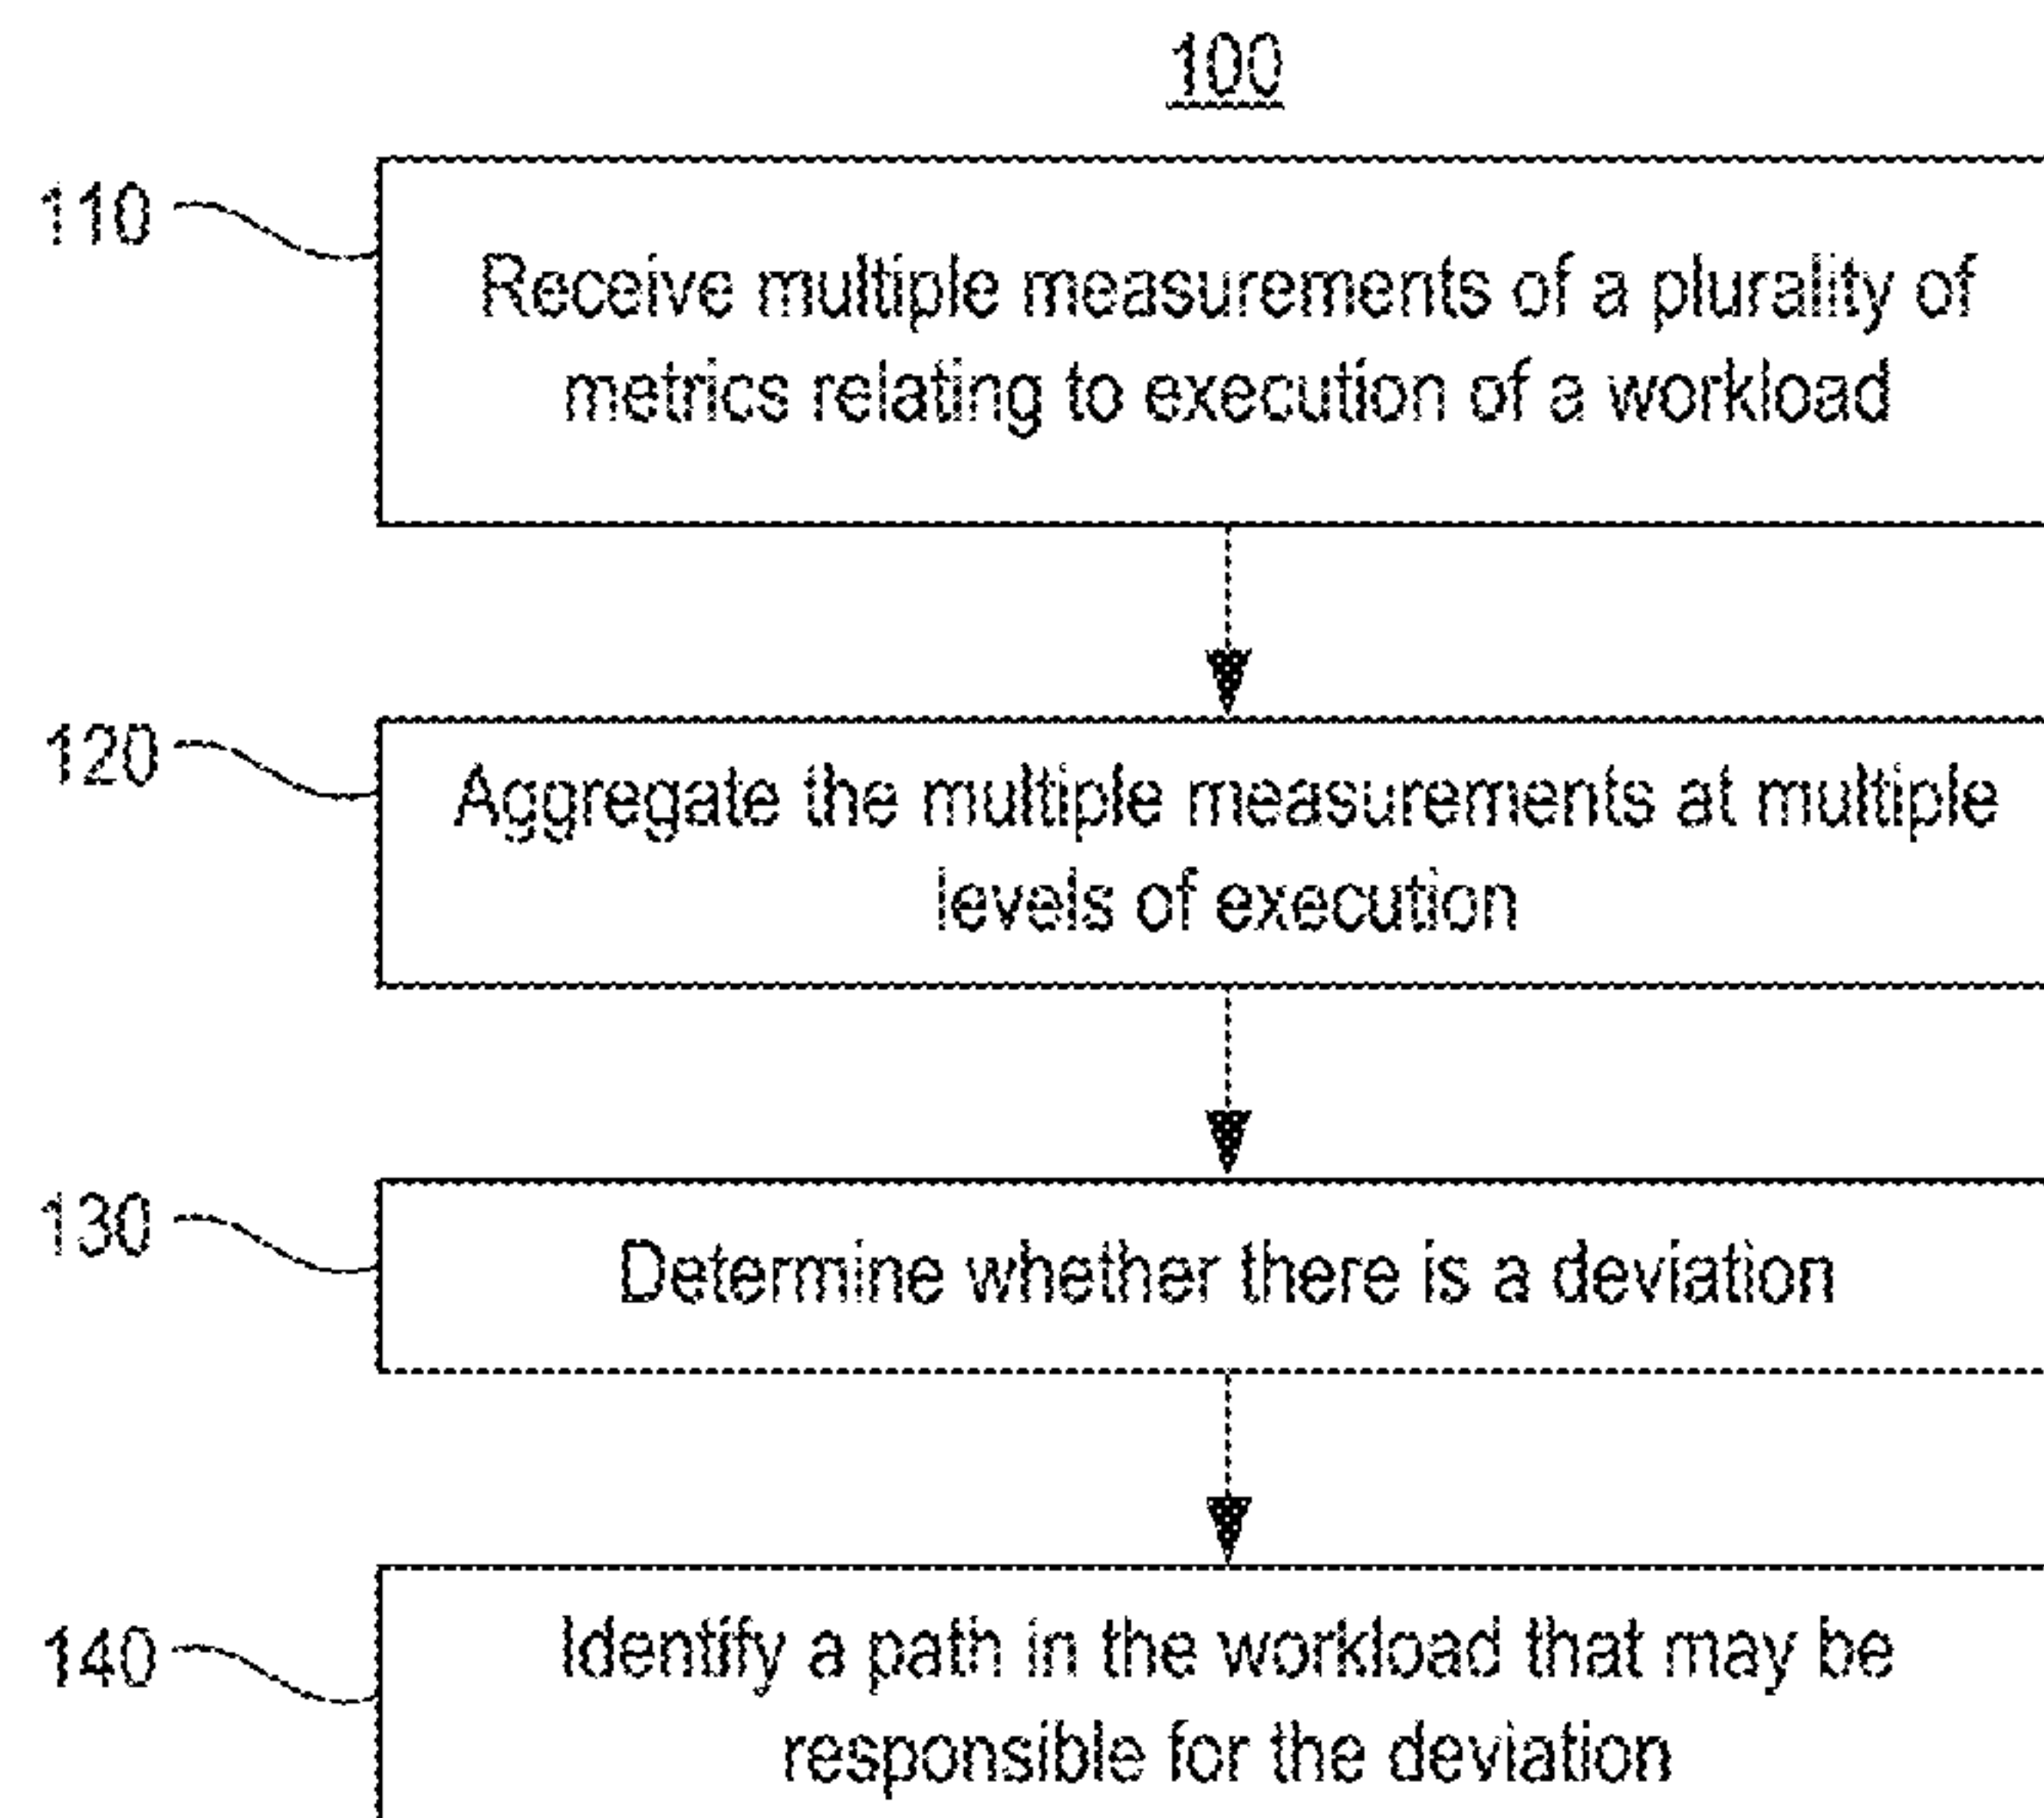 100
110
Receive multiple measurements of a plurality of
metrics relating to execution of a workload
120
Aggregate the multiple measurements at multiple
levels of execution
130
Determine whether there is a deviation
140
Identify a path in the workload that may be
responsible for the deviation